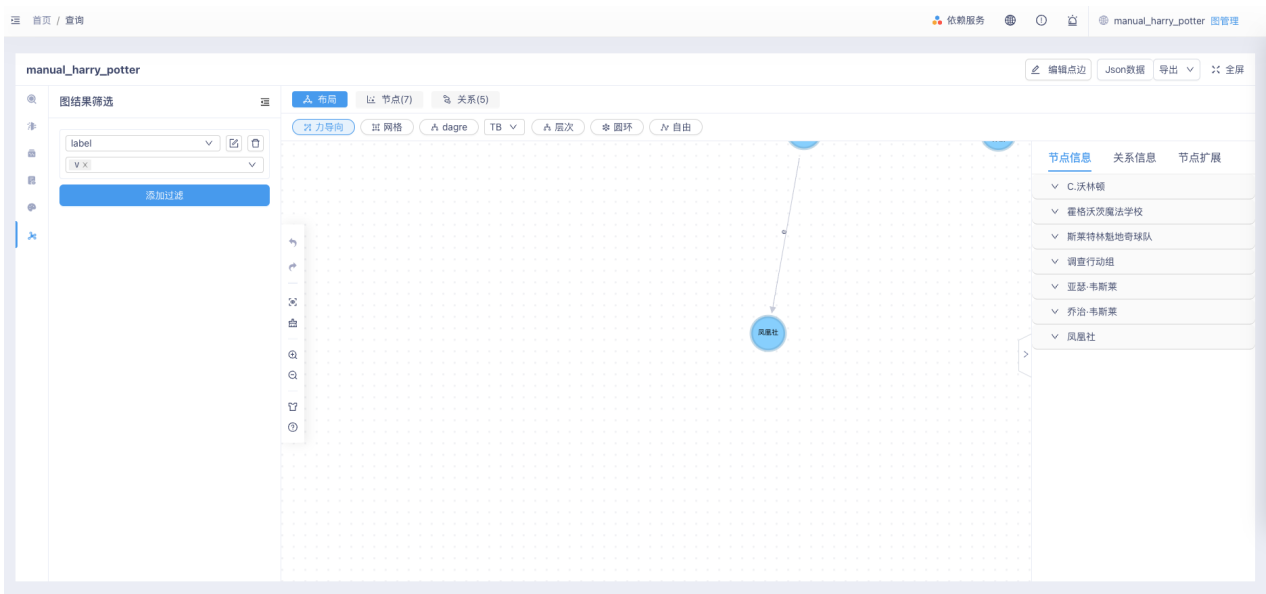 首页 / 查询
依赖服务
manual_harry_potter 图管理
manual_harry_potter
编辑点边
Json数据
导出
全屏
图结果筛选
label
V ×
添加过滤
布局
节点(7)
关系(5)
力导向
网格
dagre
TB
层次
圆环
自由
凤凰社
节点信息
关系信息
节点扩展
C.沃林顿
霍格沃茨魔法学校
斯莱特林魁地奇球队
调查行动组
亚瑟·韦斯莱
乔治·韦斯莱
凤凰社